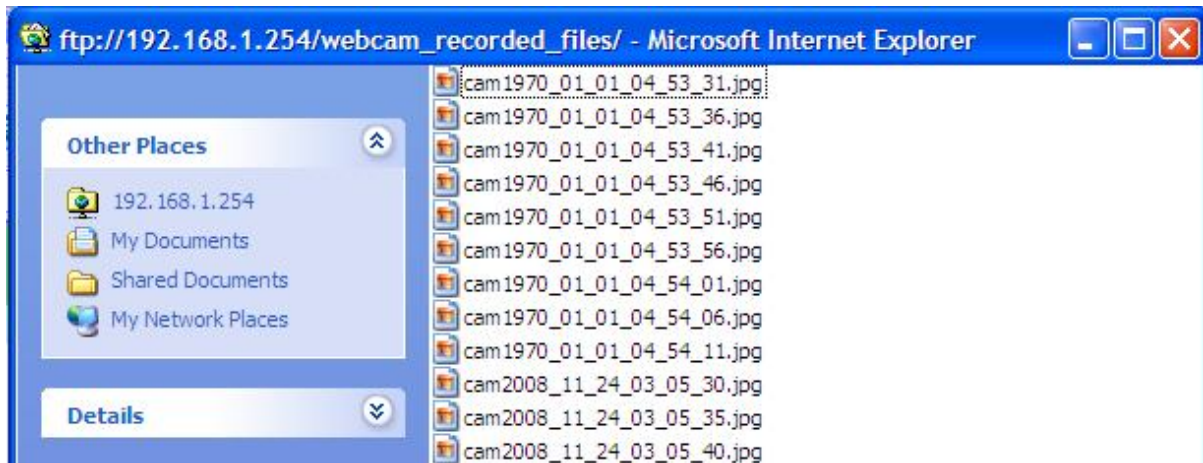 ftp://192.168.1.254/webcam_recorded_files/ - Microsoft Internet Explorer
Other Places
192.168.1.254
My Documents
Shared Documents
My Network Places
Details
cam1970_01_01_04_53_31.jpg
cam1970_01_01_04_53_36.jpg
cam1970_01_01_04_53_41.jpg
cam1970_01_01_04_53_46.jpg
cam1970_01_01_04_53_51.jpg
cam1970_01_01_04_53_56.jpg
cam1970_01_01_04_54_01.jpg
cam1970_01_01_04_54_06.jpg
cam1970_01_01_04_54_11.jpg
cam2008_11_24_03_05_30.jpg
cam2008_11_24_03_05_35.jpg
cam2008_11_24_03_05_40.jpg